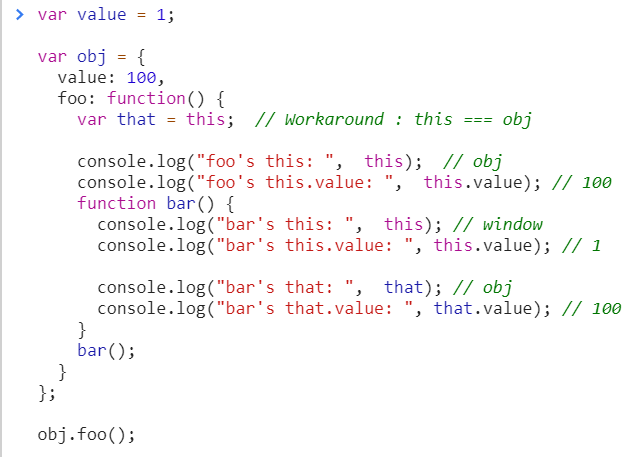 > var value = 1;
var obj = {
  value: 100,
  foo: function() {
    var that = this;  // Workaround : this === obj
    console.log("foo's this: ",  this);  // obj
    console.log("foo's this.value: ",  this.value); // 100
    function bar() {
      console.log("bar's this: ",  this); // window
      console.log("bar's this.value: ", this.value); // 1
      console.log("bar's that: ",  that); // obj
      console.log("bar's that.value: ", that.value); // 100
    }
    bar();
  }
};
obj.foo();